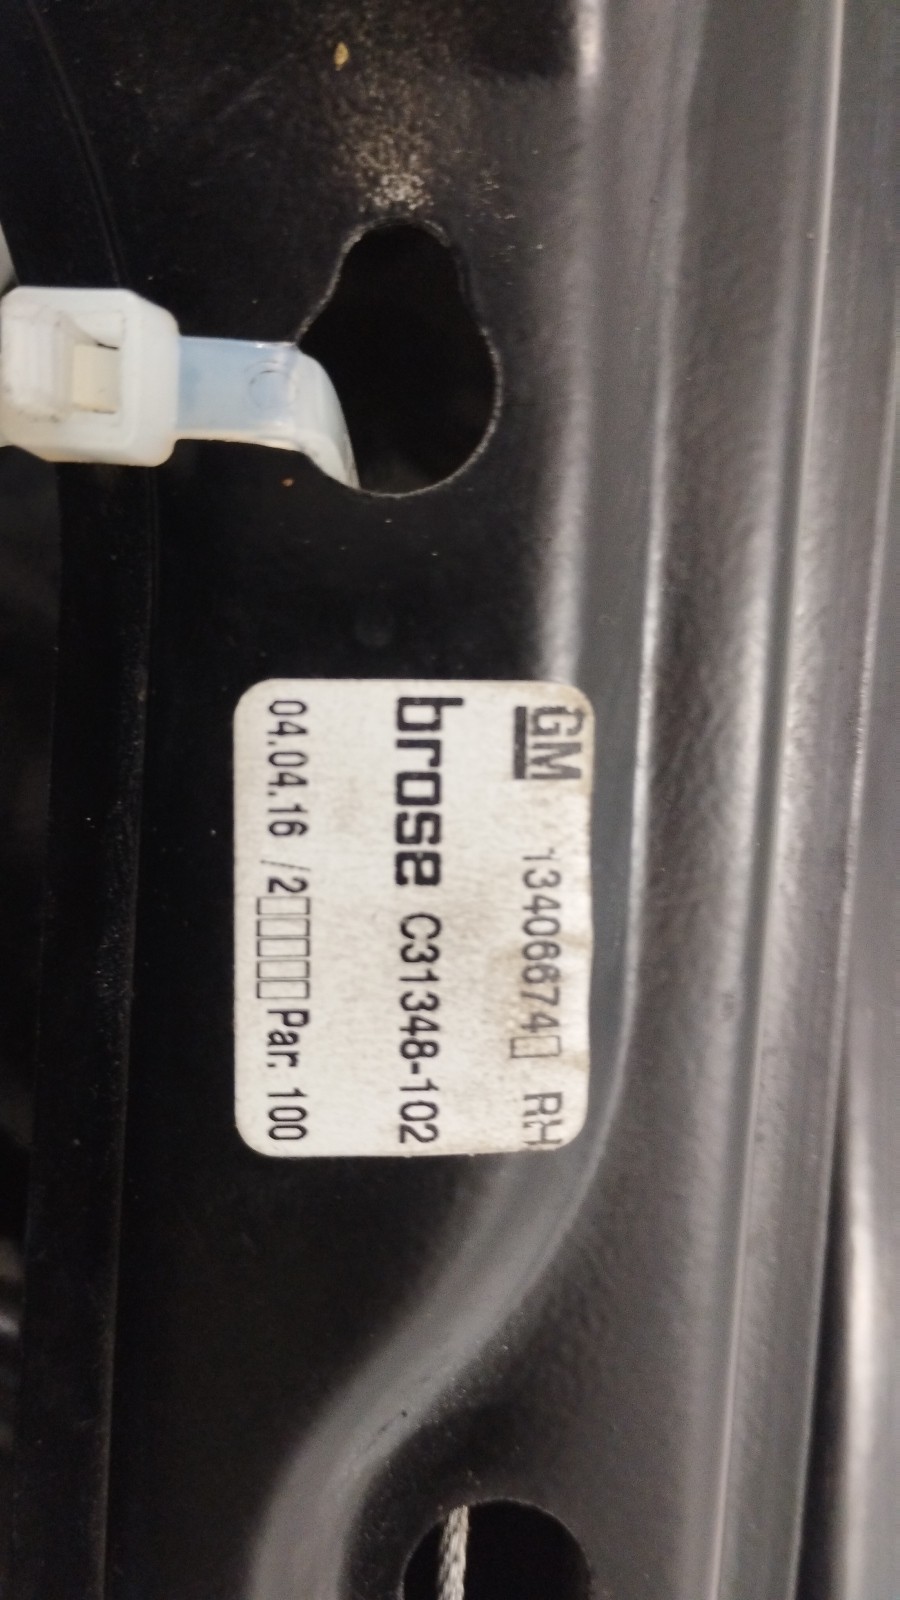 GM 13406674□ RH
brose C31348-102
04.04.16 /2□□□□□Par: 100